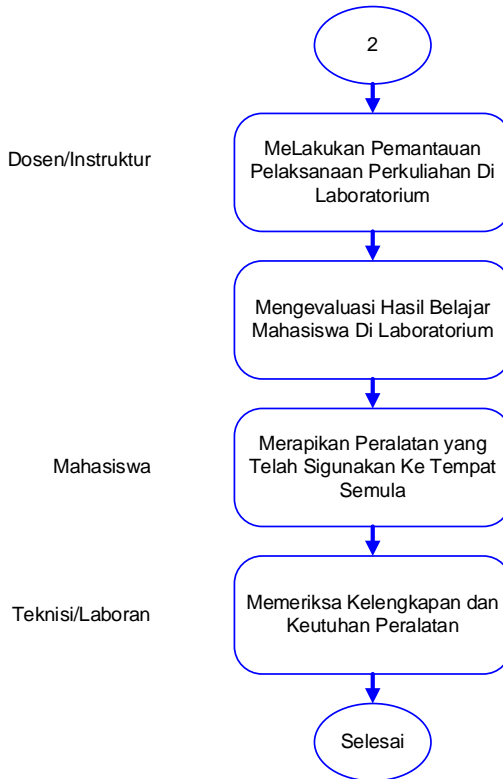 2
Dosen/Instruktur
MeLakukan Pemantauan
Pelaksanaan Perkuliahan Di
Laboratorium
Mengevaluasi Hasil Belajar
Mahasiswa Di Laboratorium
Mahasiswa
Merapikan Peralatan yang
Telah Sigunakan Ke Tempat
Semula
Teknisi/Laboran
Memeriksa Kelengkapan dan
Keutuhan Peralatan
Selesai